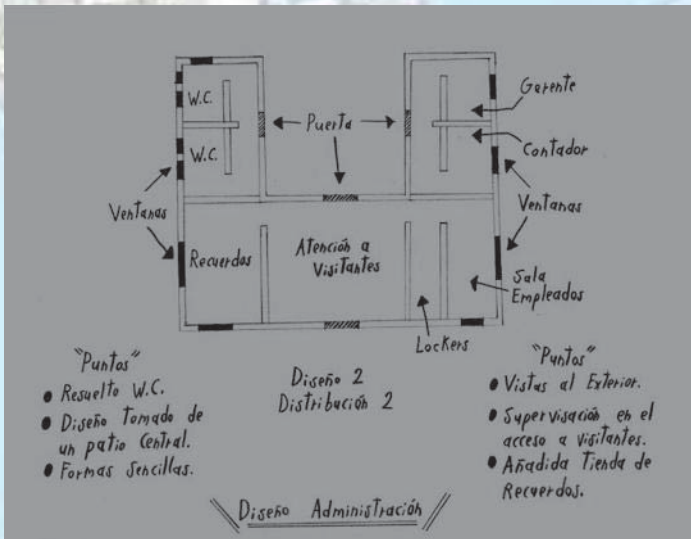 W.C.
W.C.
Puerta
Garente
Contador
Ventanas
Ventanas
Recuerdos
Atención a
Visitantes
Sala
Empleados
Lockers
"Puntos"
• Resuelto W.C.
• Diseño Tomado de
un patio Central.
• Formas Sencillas.
Diseño 2
Distribución 2
"Puntos"
• Vistas al Exterior.
• Supervisación en el
acceso a visitantes.
• Añadida Tienda de
Recuerdos.
Diseño Administración